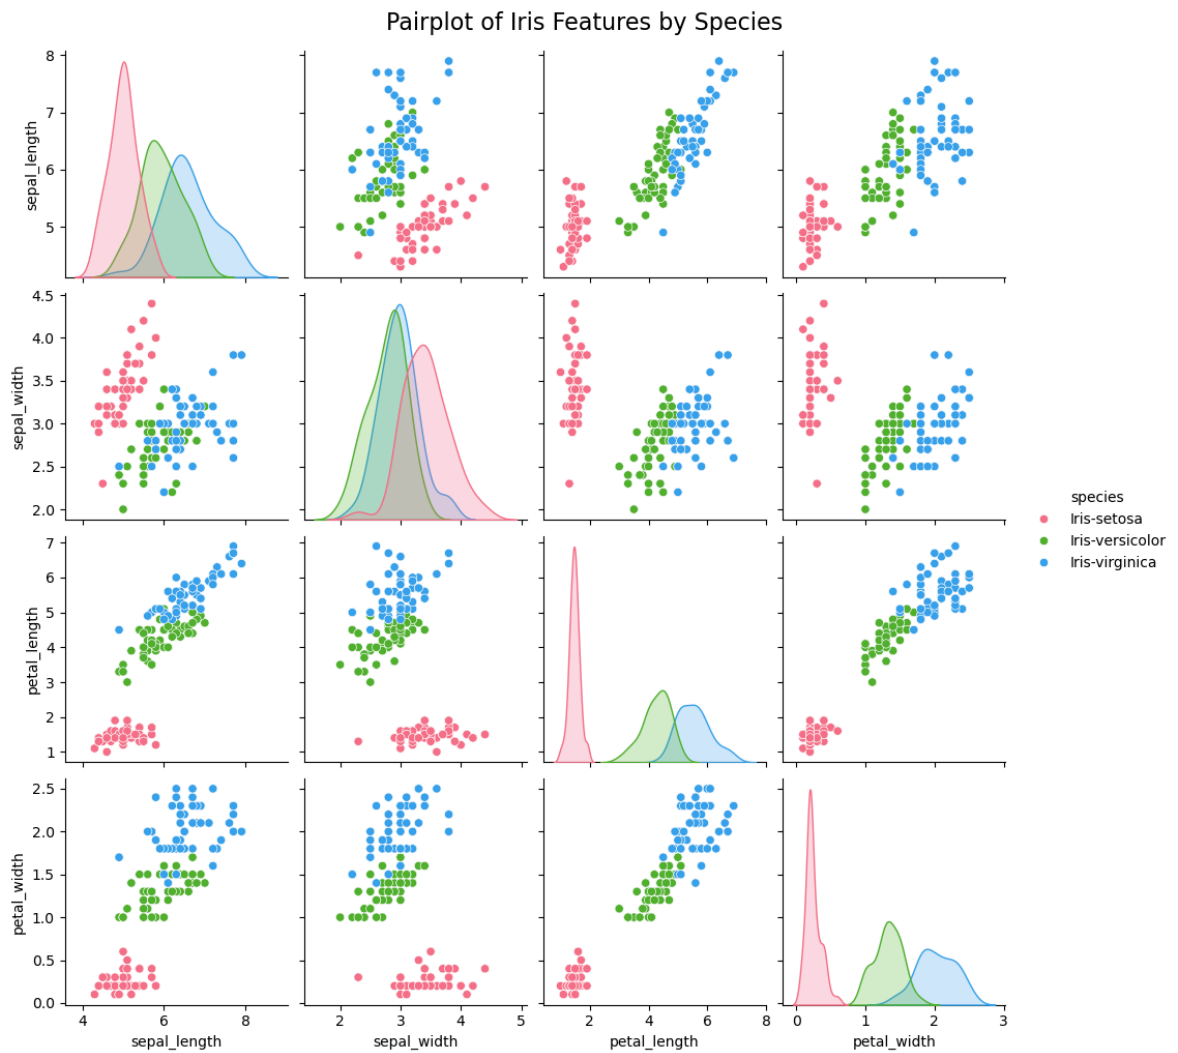 Pairplot of Iris Features by Species
8
7
6
5
sepal_length
4.5
4.0
3.5
3.0
2.5
2.0
sepal_width
7
6
5
4
3
2
1
petal_length
2.5
2.0
1.5
1.0
0.5
0.0
petal_width
4 6 8
sepal_length
2 3 4 5
sepal_width
2 4 6 8
petal_length
0 1 2 3
petal_width
species
Iris-setosa
Iris-versicolor
Iris-virginica